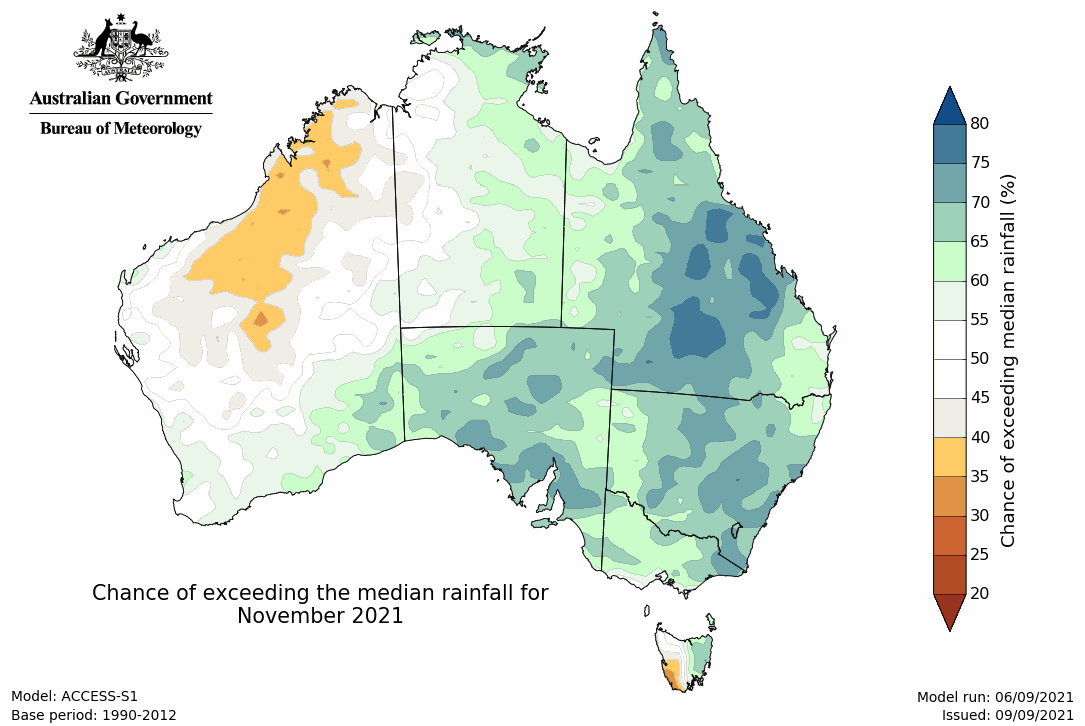 AUSTRALIA
Australian Government
Bureau of Meteorology
80
75
70
65
60
55
50
45
40
35
30
25
20
Chance of exceeding median rainfall (%)
Chance of exceeding the median rainfall for
November 2021
Model: ACCESS-S1
Base period: 1990-2012
Model run: 06/09/2021
Issued: 09/09/2021